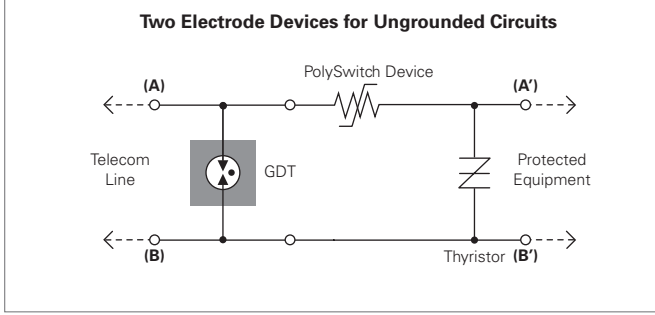 Two Electrode Devices for Ungrounded Circuits
PolySwitch Device
(A)
(A′)
Telecom
Line
GDT
Protected
Equipment
(B)
Thyristor
(B′)